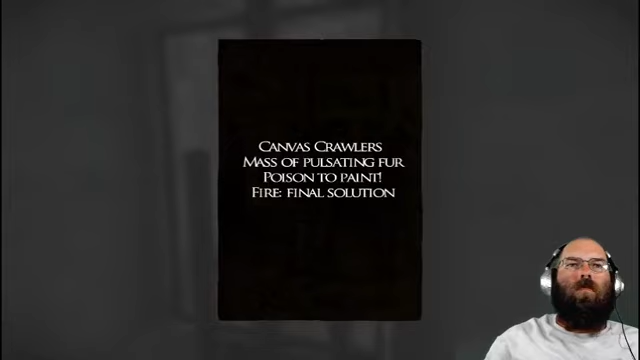 Canvas Crawlers
Mass of pulsating fur
Poison to paint!
Fire: final solution